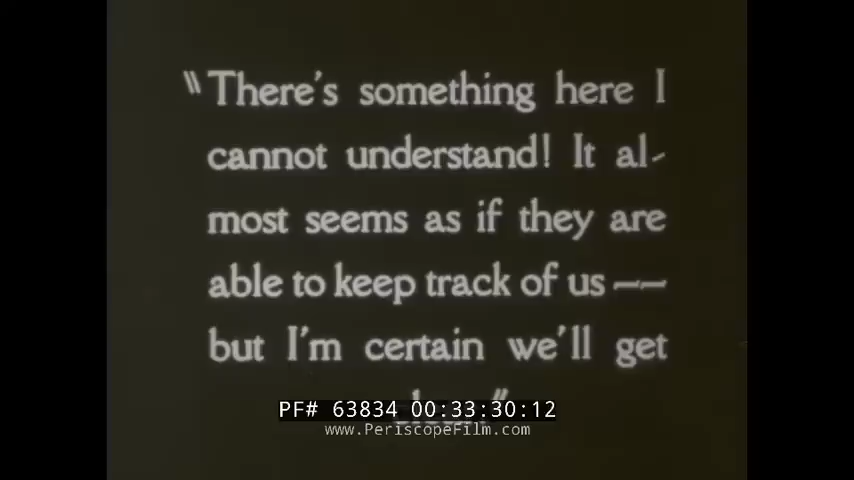 "There's something here I
cannot understand! It al-
most seems as if they are
able to keep track of us --
but I'm certain we'll get
clear."
PF# 63834 00:33:30:12
www.PeriscopeFilm.com